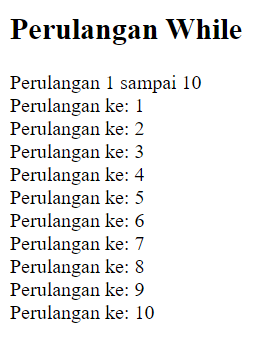 Perulangan While
Perulangan 1 sampai 10
Perulangan ke: 1
Perulangan ke: 2
Perulangan ke: 3
Perulangan ke: 4
Perulangan ke: 5
Perulangan ke: 6
Perulangan ke: 7
Perulangan ke: 8
Perulangan ke: 9
Perulangan ke: 10